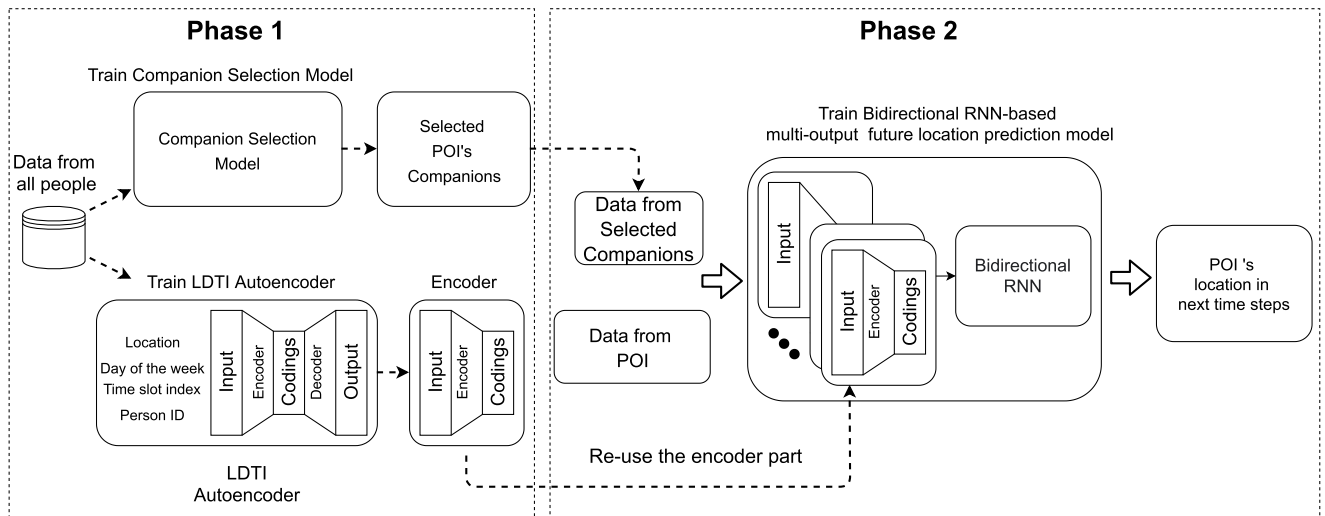 Phase 1
Train Companion Selection Model
Companion Selection
Model
Selected
POI's
Companions
Data from
all people
Train LDTI Autoencoder
Location
Day of the week
Time slot index
Person ID
Input
Encoder
Codings
Decoder
Output
LDTI
Autoencoder
Encoder
Input
Encoder
Codings
Phase 2
Train Bidirectional RNN-based
multi-output future location prediction model
Data from
Selected
Companions
Data from
POI
Input
Input
Encoder
Codings
Bidirectional
RNN
POI 's
location in
next time steps
Re-use the encoder part